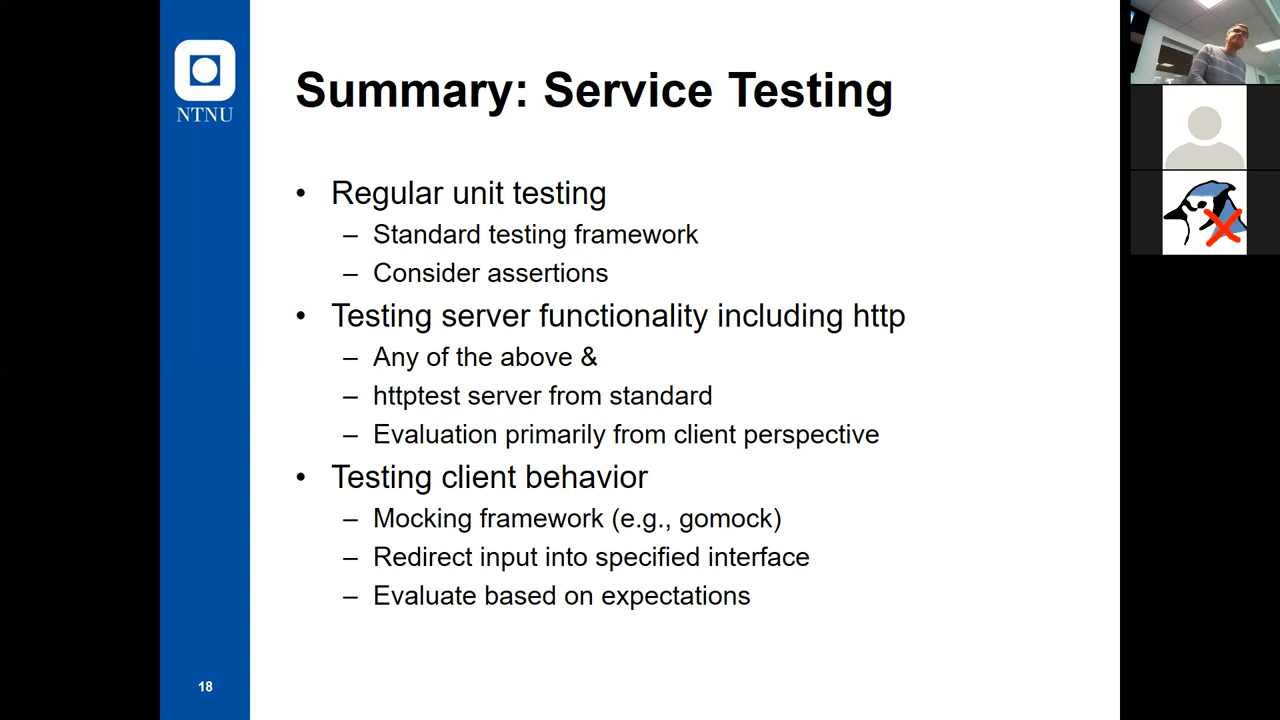 NTNU
Summary: Service Testing
• Regular unit testing
– Standard testing framework
– Consider assertions
• Testing server functionality including http
– Any of the above &
– httptest server from standard
– Evaluation primarily from client perspective
• Testing client behavior
– Mocking framework (e.g., gomock)
– Redirect input into specified interface
– Evaluate based on expectations
18